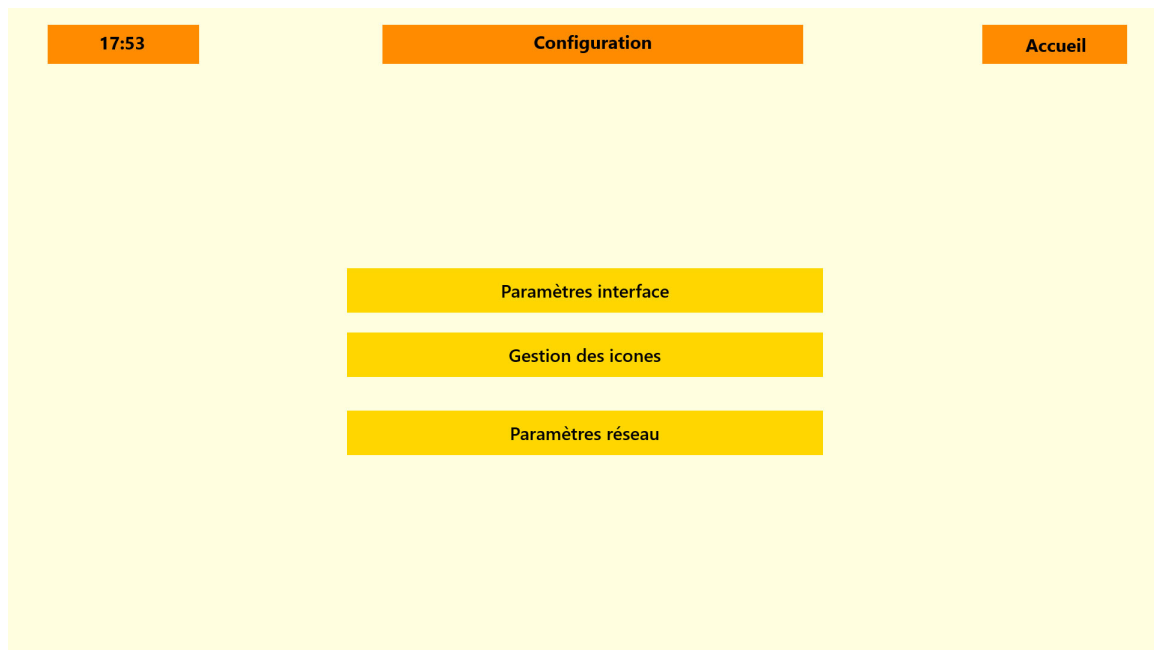 17:53
Configuration
Accueil
Paramètres interface
Gestion des icones
Paramètres réseau